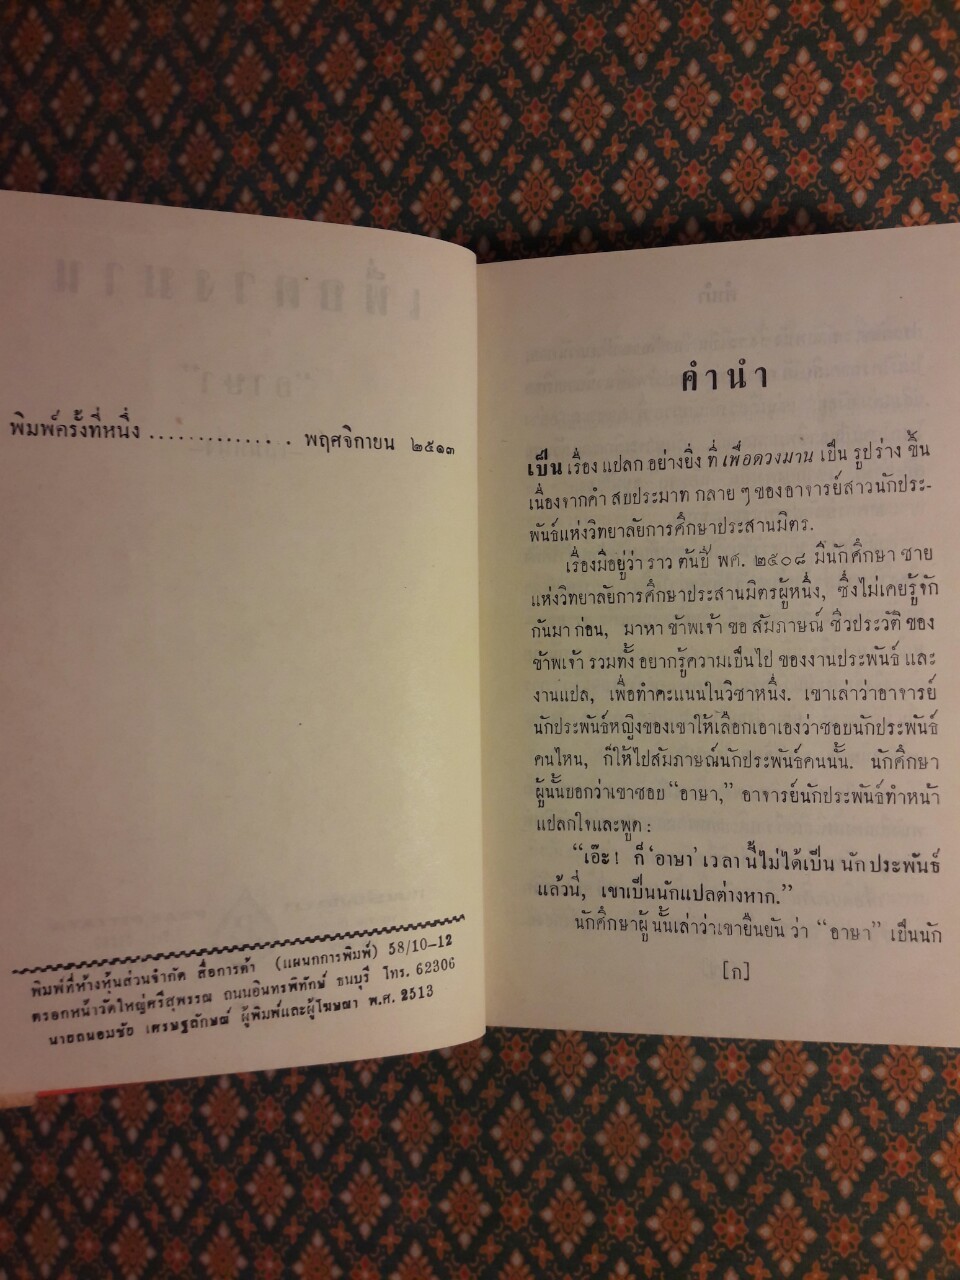 พิมพ์ครั้งที่หนึ่ง ............. พฤศจิกายน ๒๕๑๓
พิมพ์ที่ห้างหุ้นส่วนจำกัด สื่อการค้า (แผนกการพิมพ์) 58/10-12
ตรอกหน้าวัดใหญ่ศรีสุพรรณ ถนนอินทรพิทักษ์ ธนบุรี โทร. 62306
นายถนอมชัย เศรษฐลักษณ์ ผู้พิมพ์และผู้โฆษณา พ.ศ. 2513
คำนำ
เป็น เรื่อง แปลก อย่างยิ่ง ที่ เพื่อดวงมาน เป็น รูปร่าง ขึ้น
เนื่องจากคำ สบประมาท กลาย ๆ ของอาจารย์สาวนักประ-
พันธ์แห่งวิทยาลัยการศึกษาประสานมิตร.
เรื่องมีอยู่ว่า ราว ต้นปี พศ. ๒๕๐๘ มีนักศึกษา ชาย
แห่งวิทยาลัยการศึกษาประสานมิตรผู้หนึ่ง, ซึ่งไม่เคยรู้จัก
กันมา ก่อน, มาหา ข้าพเจ้า ขอ สัมภาษณ์ ชีวประวัติ ของ
ข้าพเจ้า รวมทั้ง อยากรู้ความเป็นไป ของงานประพันธ์ และ
งานแปล, เพื่อทำคะแนนในวิชาหนึ่ง. เขาเล่าว่าอาจารย์
นักประพันธ์หญิงของเขาให้เลือกเอาเองว่าชอบนักประพันธ์
คนไหน, ก็ให้ไปสัมภาษณ์นักประพันธ์คนนั้น. นักศึกษา
ผู้นั้นบอกว่าเขาชอบ “อาษา,” อาจารย์นักประพันธ์ทำหน้า
แปลกใจและพูด :
“เอ๊ะ ! ก็ ‘อาษา’ เวลา นี้ไม่ได้เป็น นัก ประพันธ์
แล้วนี่, เขาเป็นนักแปลต่างหาก.”
นักศึกษาผู้ นั้นเล่าว่าเขายืนยัน ว่า “อาษา” เป็นนัก
[ก]